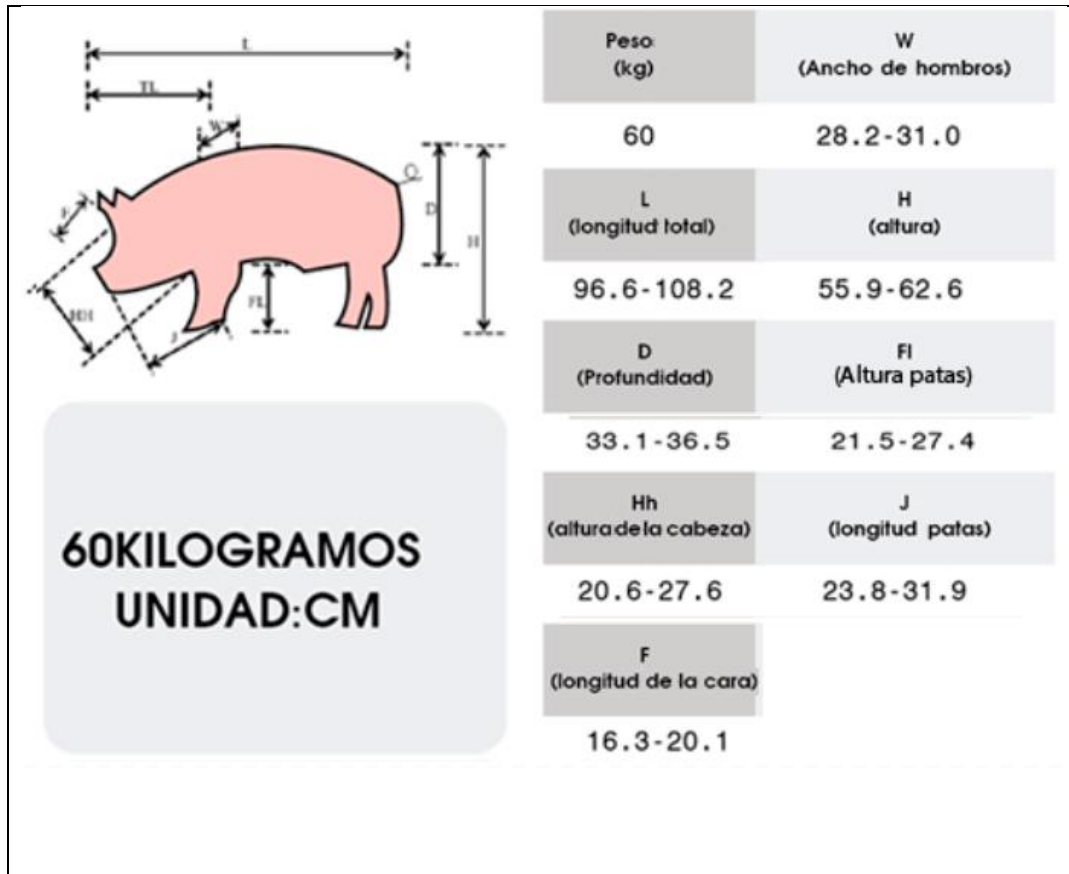 L
TL
W
F
D
H
HH
FL
J
60KILOGRAMOS
UNIDAD:CM
Peso
(kg)
W
(Ancho de hombros)
60
28.2-31.0
L
(longitud total)
H
(altura)
96.6-108.2
55.9-62.6
D
(Profundidad)
Fl
(Altura patas)
33.1-36.5
21.5-27.4
Hh
(altura de la cabeza)
J
(longitud patas)
20.6-27.6
23.8-31.9
F
(longitud de la cara)
16.3-20.1